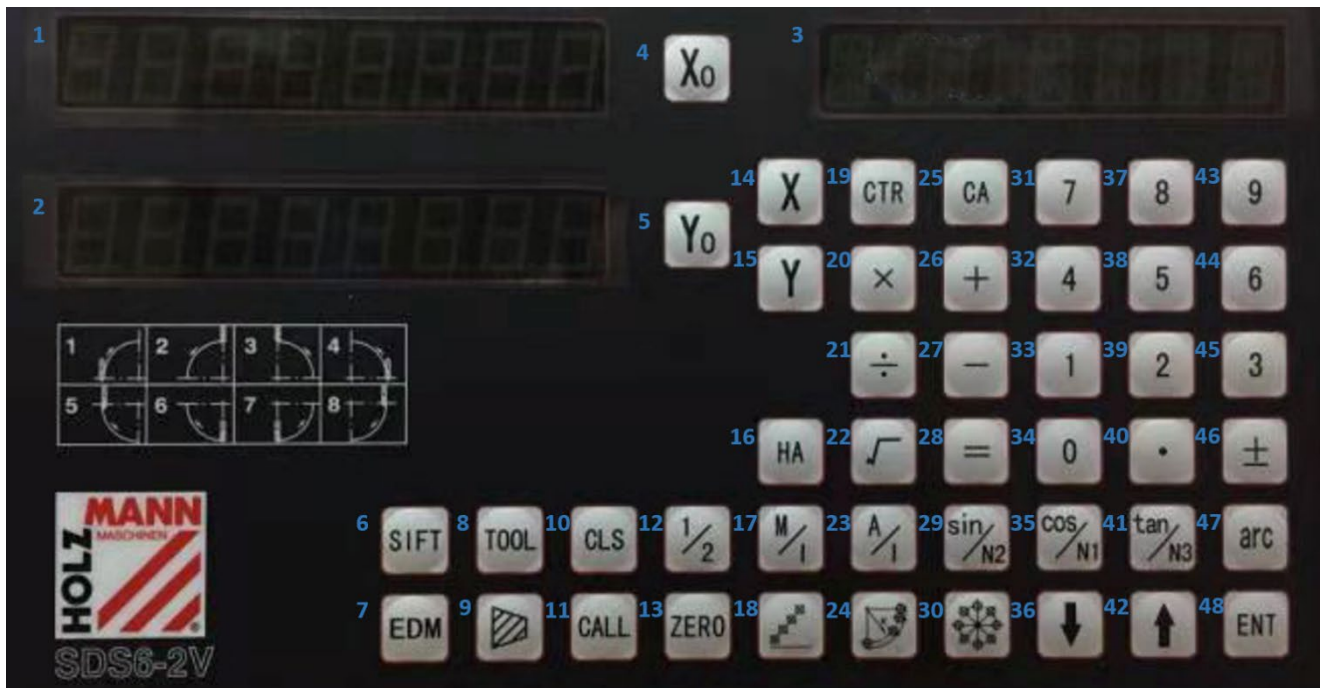 1 4 X0 3
14 X 19 CTR 25 CA 31 7 37 8 43 9
2 5 Y0
15 Y 20 × 26 + 32 4 38 5 44 6
1 2 3 4
21 ÷ 27 − 33 1 39 2 45 3
5 6 7 8
16 HA 22 √ 28 = 34 0 40 · 46 ±
HOLZ MANN
MASCHINEN
6 SIFT 8 TOOL 10 CLS 12 1/2 17 M/I 23 A/I 29 sin/N2 35 cos/N1 41 tan/N3 47 arc
7 EDM 9 11 CALL 13 ZERO 18 24 30 36 ⬇ 42 ⬆ 48 ENT
®
SDS6-2V